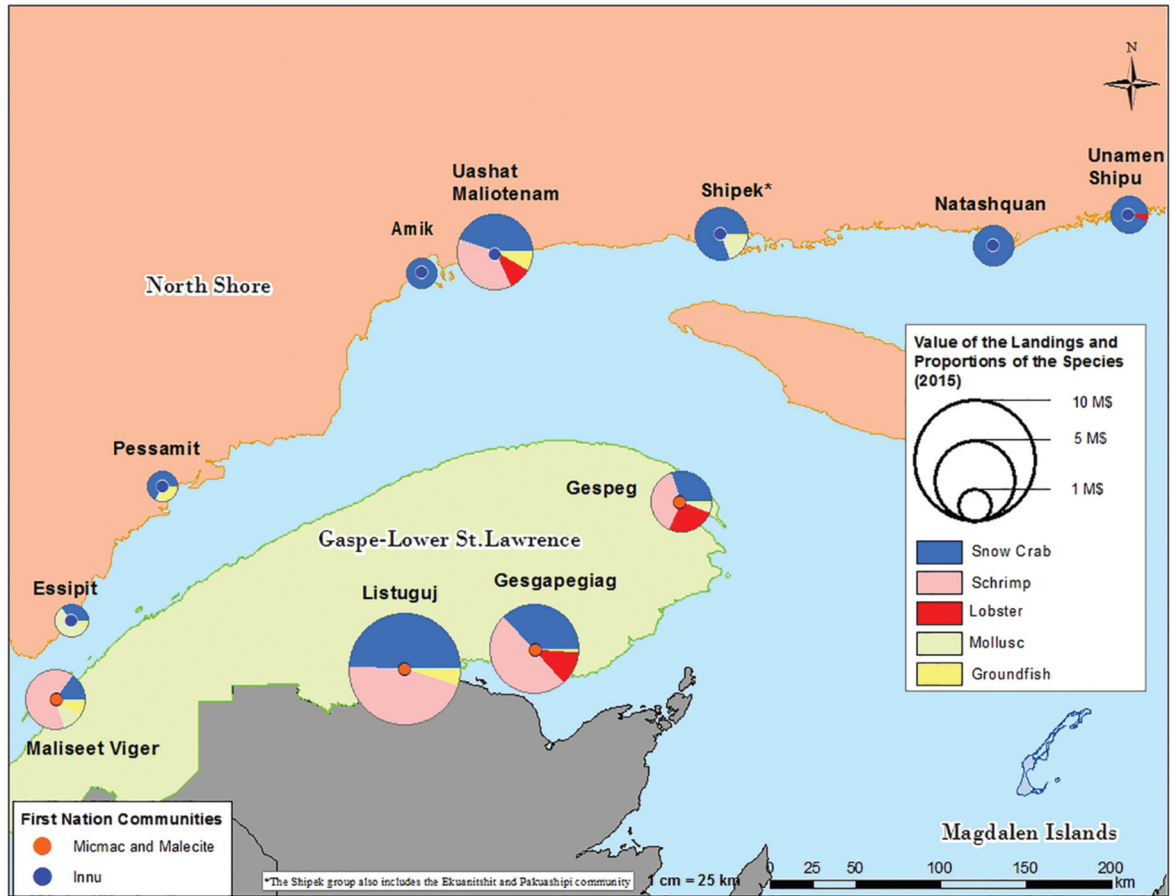 N
Unamen
Shipu
Uashat
Maliotenam
Shipek*
Natashquan
Amik
North Shore
Value of the Landings and
Proportions of the Species
(2015)
10 M$
5 M$
1 M$
Snow Crab
Schrimp
Lobster
Mollusc
Groundfish
Pessamit
Gespeg
Gaspe-Lower St.Lawrence
Essipit
Listuguj
Gesgapegiag
Maliseet Viger
First Nation Communities
Micmac and Malecite
Innu
Magdalen Islands
*The Shipek group also includes the Ekuanitshit and Pakuashipi community
1 cm = 25 km
0 25 50 100 150 200
km